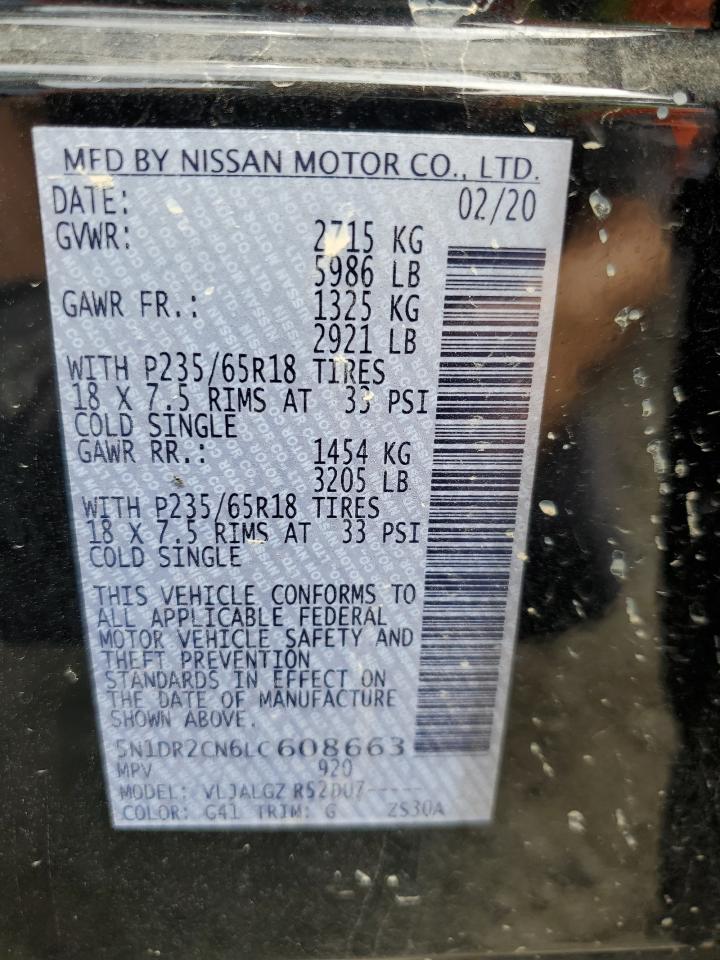 MFD BY NISSAN MOTOR CO., LTD.
DATE: 02/20
GVWR: 2715 KG
5986 LB
GAWR FR.: 1325 KG
2921 LB
WITH P235/65R18 TIRES
18 X 7.5 RIMS AT 33 PSI
COLD SINGLE
GAWR RR.: 1454 KG
3205 LB
WITH P235/65R18 TIRES
18 X 7.5 RIMS AT 33 PSI
COLD SINGLE
THIS VEHICLE CONFORMS TO
ALL APPLICABLE FEDERAL
MOTOR VEHICLE SAFETY AND
THEFT PREVENTION
STANDARDS IN EFFECT ON
THE DATE OF MANUFACTURE
SHOWN ABOVE.
5N1DR2CN6LC608663
MPV 920
MODEL: VLJALGZ R52DU7-----
COLOR: G41 TRIM: G ZS30A